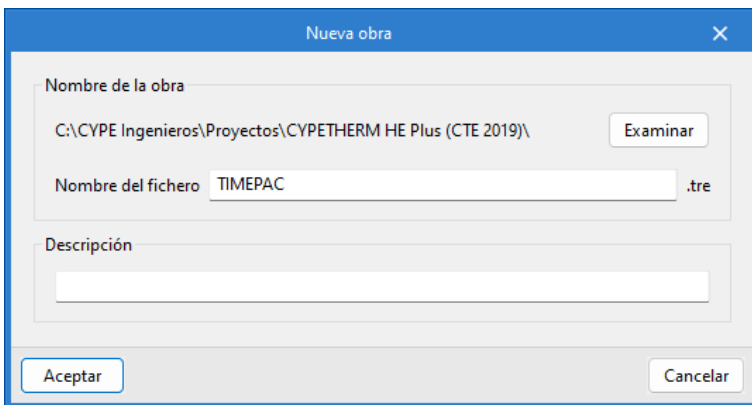 Nueva obra
Nombre de la obra
C:\CYPE Ingenieros\Proyectos\CYPETHERM HE Plus (CTE 2019)\ Examinar
Nombre del fichero TIMEPAC .tre
Descripción
Aceptar Cancelar